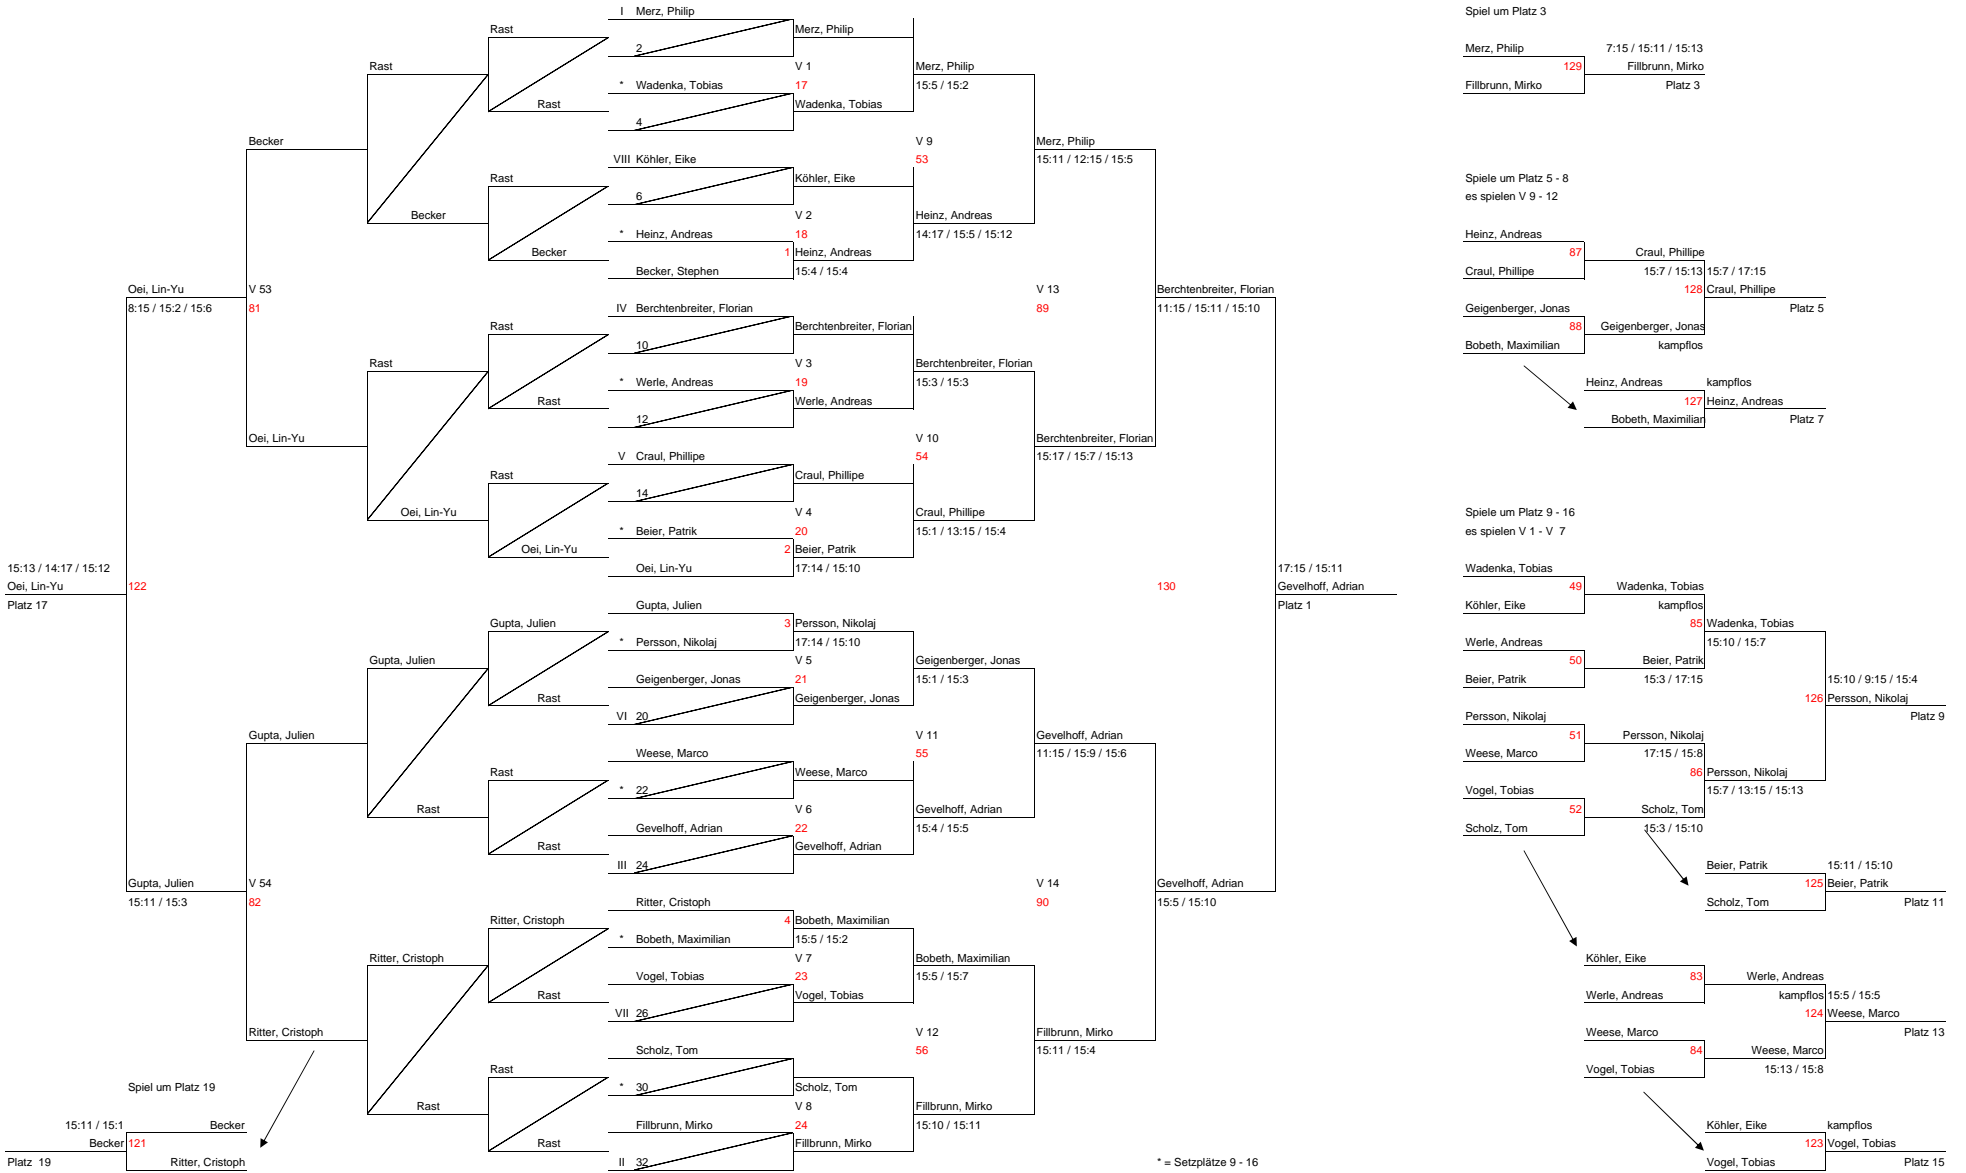 I Merz, Philip
Spiel um Platz 3
Rast
Merz, Philip
2
Merz, Philip
7:15 / 15:11 / 15:13
Rast
V 1
Merz, Philip
129
Fillbrunn, Mirko
* Wadenka, Tobias
17
15:5 / 15:2
Fillbrunn, Mirko
Platz 3
Rast
Wadenka, Tobias
4
Becker
V 9
Merz, Philip
VIII Köhler, Eike
53
15:11 / 12:15 / 15:5
Rast
Köhler, Eike
Spiele um Platz 5 - 8
6
es spielen V 9 - 12
Becker
V 2
Heinz, Andreas
* Heinz, Andreas
18
14:17 / 15:5 / 15:12
Heinz, Andreas
Becker
1
Heinz, Andreas
87
Craul, Phillipe
Becker, Stephen
15:4 / 15:4
Craul, Phillipe
15:7 / 15:13
15:7 / 17:15
Oei, Lin-Yu
V 53
V 13
Berchtenbreiter, Florian
128
Craul, Phillipe
8:15 / 15:2 / 15:6
81
IV Berchtenbreiter, Florian
89
11:15 / 15:11 / 15:10
Geigenberger, Jonas
Platz 5
Rast
Berchtenbreiter, Florian
88
Geigenberger, Jonas
10
Bobeth, Maximilian
kampflos
Rast
V 3
Berchtenbreiter, Florian
* Werle, Andreas
19
15:3 / 15:3
Heinz, Andreas
kampflos
Rast
Werle, Andreas
127
Heinz, Andreas
12
Bobeth, Maximilian
Platz 7
Oei, Lin-Yu
V 10
Berchtenbreiter, Florian
V Craul, Phillipe
54
15:17 / 15:7 / 15:13
Rast
Craul, Phillipe
14
Oei, Lin-Yu
V 4
Craul, Phillipe
Spiele um Platz 9 - 16
* Beier, Patrik
20
15:1 / 13:15 / 15:4
es spielen V 1 - V 7
Oei, Lin-Yu
2
Beier, Patrik
15:13 / 14:17 / 15:12
Oei, Lin-Yu
17:14 / 15:10
17:15 / 15:11
Wadenka, Tobias
Oei, Lin-Yu
122
130
Gevelhoff, Adrian
49
Wadenka, Tobias
Platz 17
Gupta, Julien
Platz 1
Köhler, Eike
kampflos
Gupta, Julien
3
Persson, Nikolaj
85
Wadenka, Tobias
* Persson, Nikolaj
17:14 / 15:10
Werle, Andreas
15:10 / 15:7
Gupta, Julien
V 5
Geigenberger, Jonas
50
Beier, Patrik
Geigenberger, Jonas
21
15:1 / 15:3
Beier, Patrik
15:3 / 17:15
15:10 / 9:15 / 15:4
Rast
Geigenberger, Jonas
126
Persson, Nikolaj
VI 20
Persson, Nikolaj
Platz 9
Gupta, Julien
V 11
Gevelhoff, Adrian
51
Persson, Nikolaj
Weese, Marco
55
11:15 / 15:9 / 15:6
Weese, Marco
17:15 / 15:8
Rast
Weese, Marco
86
Persson, Nikolaj
* 22
Vogel, Tobias
15:7 / 13:15 / 15:13
Rast
V 6
Gevelhoff, Adrian
52
Scholz, Tom
Gevelhoff, Adrian
22
15:4 / 15:5
Scholz, Tom
15:3 / 15:10
Rast
Gevelhoff, Adrian
III 24
Beier, Patrik
15:11 / 15:10
Gupta, Julien
V 54
V 14
Gevelhoff, Adrian
125
Beier, Patrik
15:11 / 15:3
82
Ritter, Cristoph
90
15:5 / 15:10
Scholz, Tom
Platz 11
Ritter, Cristoph
4
Bobeth, Maximilian
* Bobeth, Maximilian
15:5 / 15:2
Ritter, Cristoph
V 7
Bobeth, Maximilian
Köhler, Eike
Vogel, Tobias
23
15:5 / 15:7
83
Werle, Andreas
Rast
Vogel, Tobias
Werle, Andreas
kampflos
15:5 / 15:5
VII 26
124
Weese, Marco
Ritter, Cristoph
V 12
Fillbrunn, Mirko
Weese, Marco
Platz 13
Scholz, Tom
56
15:11 / 15:4
84
Weese, Marco
Rast
Vogel, Tobias
15:13 / 15:8
Spiel um Platz 19
* 30
Scholz, Tom
Rast
V 8
Fillbrunn, Mirko
15:11 / 15:1
Becker
Fillbrunn, Mirko
24
15:10 / 15:11
Köhler, Eike
kampflos
Becker
121
Rast
Fillbrunn, Mirko
123
Vogel, Tobias
Platz 19
Ritter, Cristoph
II 32
* = Setzplätze 9 - 16
Vogel, Tobias
Platz 15